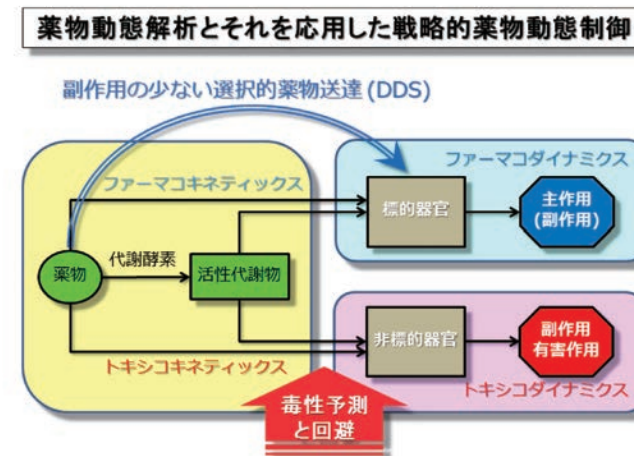 薬物動態解析とそれを応用した戦略的薬物動態制御
副作用の少ない選択的薬物送達(DDS)
ファーマコキネティックス
ファーマコダイナミクス
標的器官
主作用
(副作用)
薬物
代謝酵素
活性代謝物
非標的器官
副作用
有害作用
トキシコキネティックス
トキシコダイナミクス
毒性予測
と回避